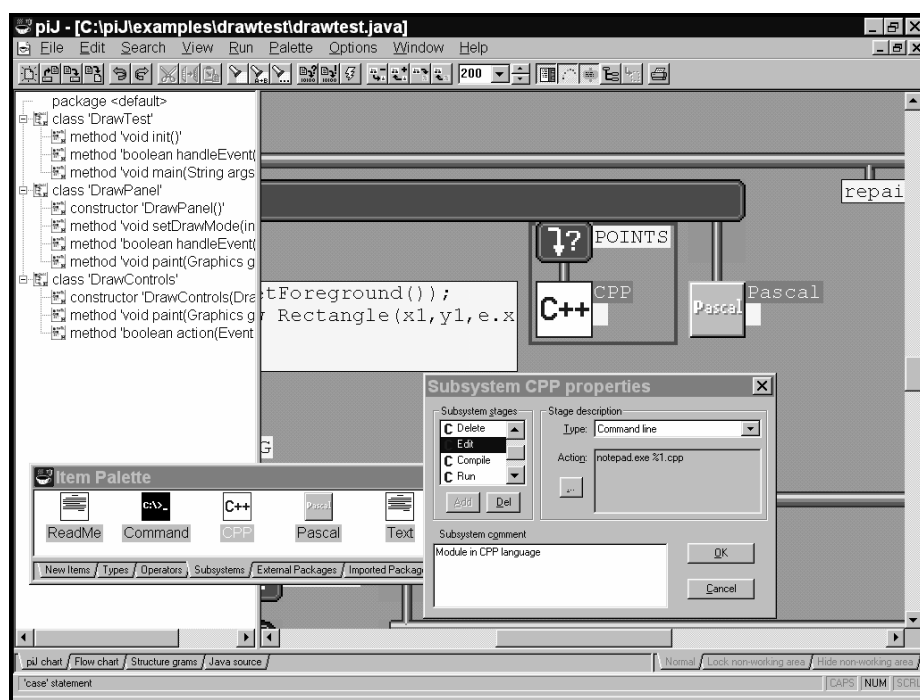 piJ - [C:\piJ\examples\drawtest\drawtest.java]
File Edit Search View Run Palette Options Window Help
200
package <default>
class 'DrawTest'
method 'void init()'
method 'boolean handleEvent(
method 'void main(String args
class 'DrawPanel'
constructor 'DrawPanel()'
method 'void setDrawMode(in
method 'boolean handleEvent(
method 'void paint(Graphics g
class 'DrawControls'
constructor 'DrawControls(Dra
method 'void paint(Graphics g
method 'boolean action(Event
repai
? POINTS
C++ CPP
Pascal Pascal
tForeground());
Rectangle(x1,y1,e.x
G
Subsystem CPP properties
Subsystem stages
C Delete
C Edit
C Compile
C Run
Add Del
Stage description
Type: Command line
Action: notepad.exe %1.cpp
...
Subsystem comment
Module in CPP language
OK
Cancel
Item Palette
C:\>_ C++ Pascal
ReadMe Command CPP Pascal Text
New Items Types Operators Subsystems External Packages Imported Packag
piJ chart Flow chart Structure grams Java source
Normal Lock non-working area Hide non-working area
'case' statement
CAPS NUM SCRL